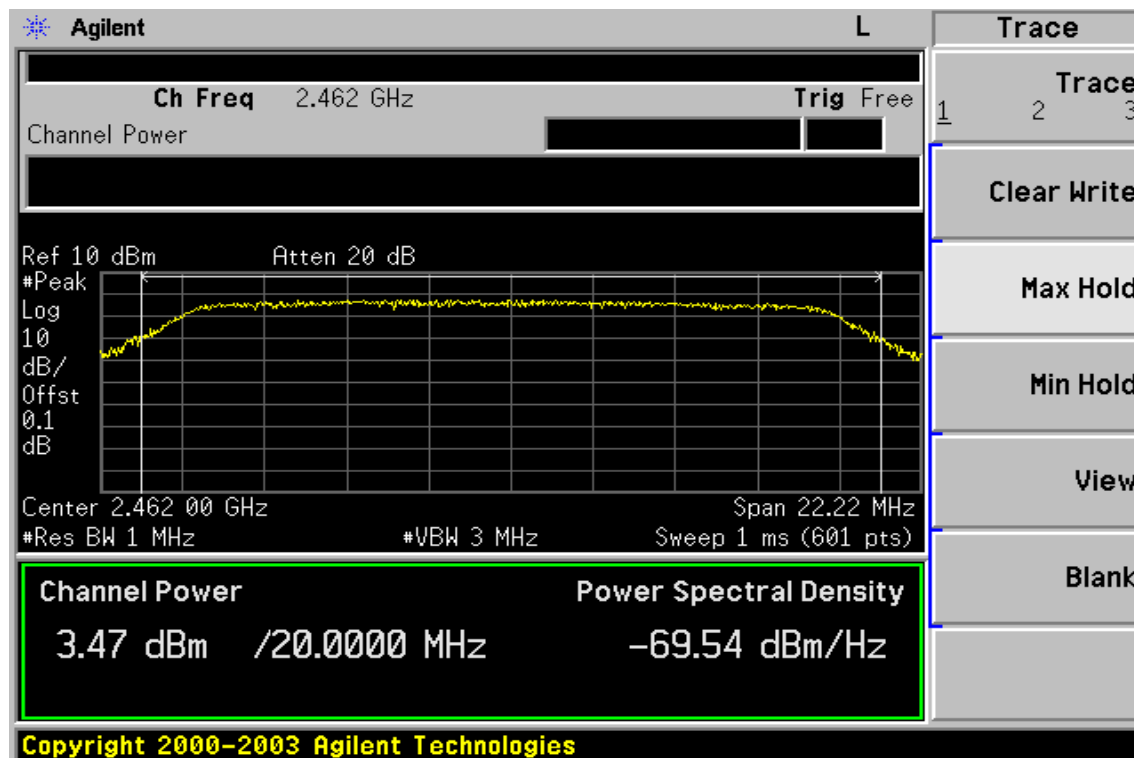 Agilent L Trace
Ch Freq 2.462 GHz Trig Free
Channel Power
Trace
1 2 3
Clear Write
Max Hold
Min Hold
View
Blank
Ref 10 dBm Atten 20 dB
#Peak
Log
10
dB/
Offst
0.1
dB
Center 2.462 00 GHz Span 22.22 MHz
#Res BW 1 MHz #VBW 3 MHz Sweep 1 ms (601 pts)
Channel Power Power Spectral Density
3.47 dBm /20.0000 MHz -69.54 dBm/Hz
Copyright 2000-2003 Agilent Technologies